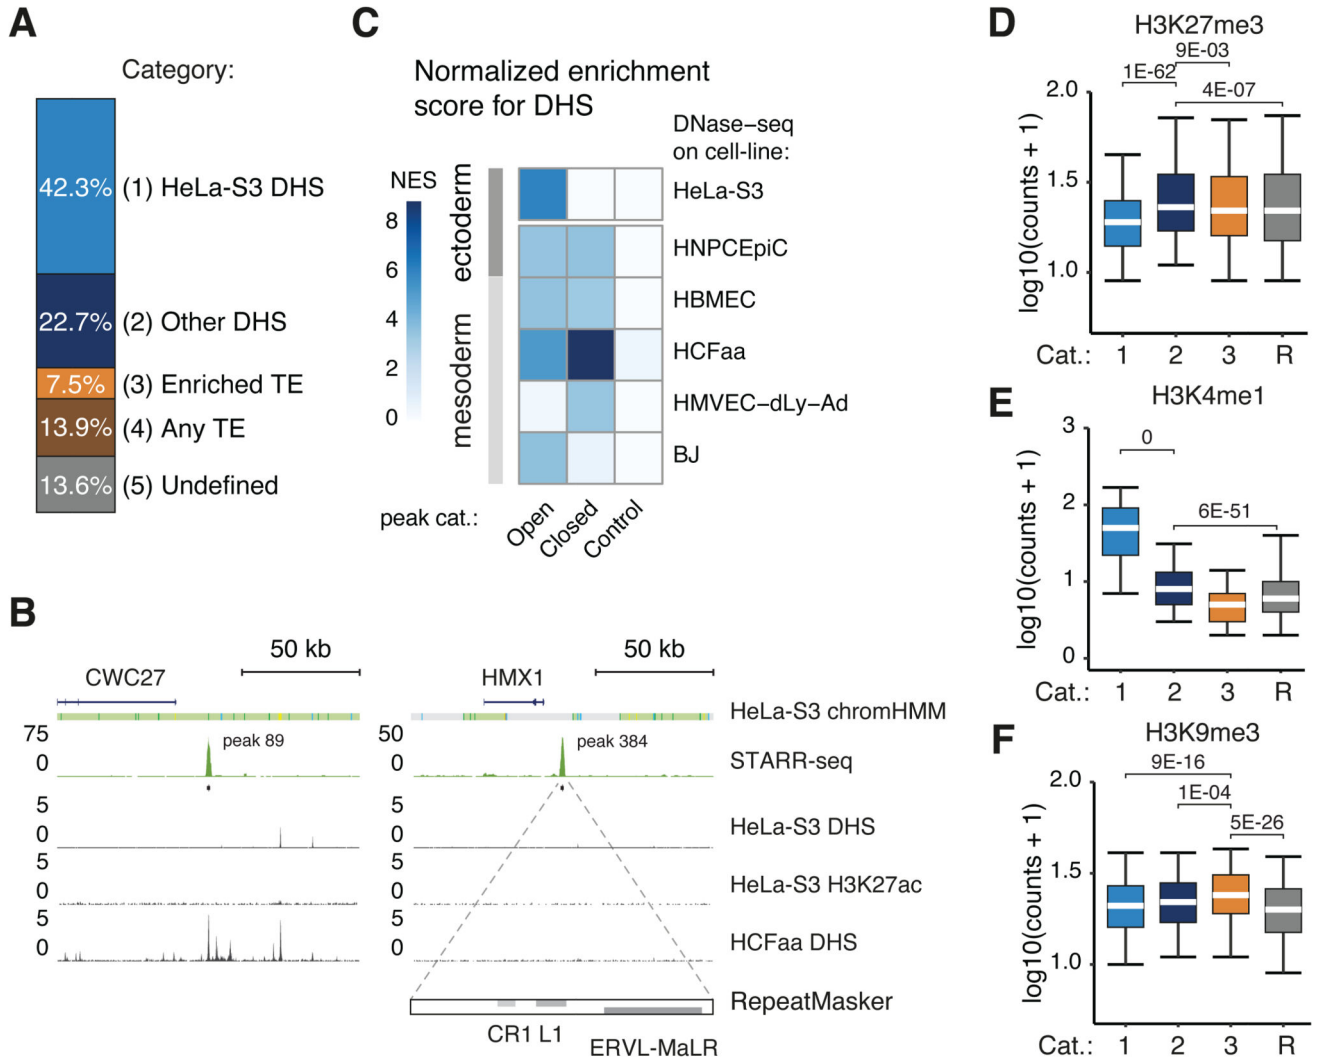 A
Category:
42.3% (1) HeLa-S3 DHS
22.7% (2) Other DHS
7.5% (3) Enriched TE
13.9% (4) Any TE
13.6% (5) Undefined
C
Normalized enrichment
score for DHS
DNase–seq
on cell-line:
NES
8
6
4
2
0
ectoderm
mesoderm
HeLa-S3
HNPCEpiC
HBMEC
HCFaa
HMVEC–dLy–Ad
BJ
peak cat.:
Open
Closed
Control
B
50 kb
50 kb
CWC27
HMX1
HeLa-S3 chromHMM
75
0
peak 89
50
0
peak 384
STARR-seq
5
0
5
0
HeLa-S3 DHS
5
0
5
0
HeLa-S3 H3K27ac
5
0
5
0
HCFaa DHS
RepeatMasker
CR1 L1
ERVL-MaLR
D
H3K27me3
9E-03
1E-62
4E-07
log10(counts + 1)
2.0
1.5
1.0
Cat.: 1 2 3 R
E
H3K4me1
0
6E-51
log10(counts + 1)
3
2
1
0
Cat.: 1 2 3 R
F
H3K9me3
9E-16
1E-04
5E-26
log10(counts + 1)
2.0
1.5
1.0
Cat.: 1 2 3 R